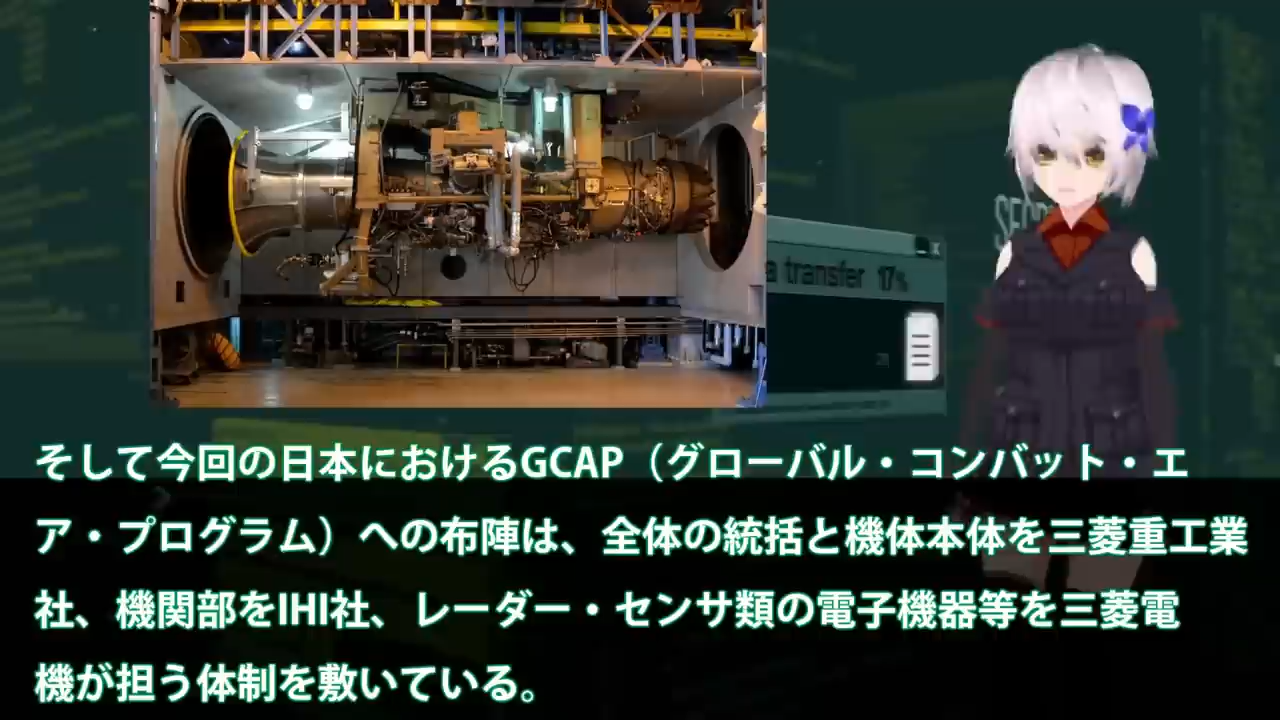 a transfer 17%
そして今回の日本におけるGCAP（グローバル・コンバット・エ
ア・プログラム）への布陣は、全体の統括と機体本体を三菱重工業
社、機関部をIHI社、レーダー・センサ類の電子機器等を三菱電
機が担う体制を敷いている。